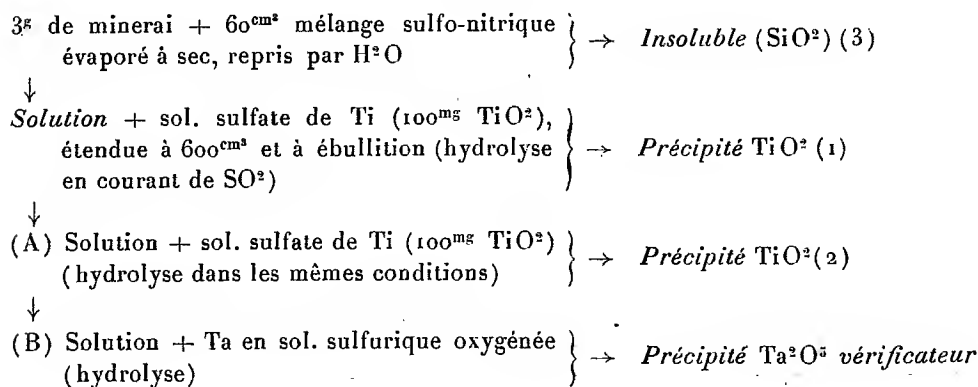 3ᵍ de minerai + 60ᶜᵐ³ mélange sulfo-nitrique
évaporé à sec, repris par H²O } → Insoluble (SiO²) (3)
↓
Solution + sol. sulfate de Ti (100ᵐᵍ TiO²),
étendue à 600ᶜᵐ³ et à ébullition (hydrolyse } → Précipité TiO² (1)
en courant de SO²)
↓
(A) Solution + sol. sulfate de Ti (100ᵐᵍ TiO²)
(hydrolyse dans les mêmes conditions) } → Précipité TiO² (2)
↓
(B) Solution + Ta en sol. sulfurique oxygénée
(hydrolyse) } → Précipité Ta²O⁵ vérificateur